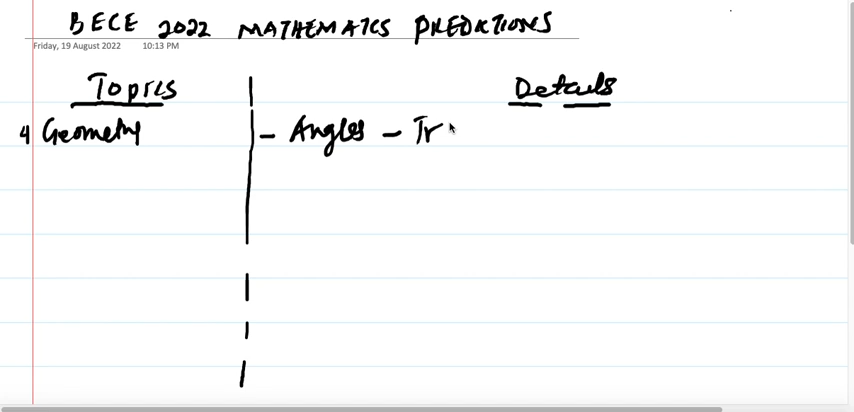 BECE 2022 MATHEMATICS PREDICTIONS
Friday, 19 August 2022 10:13 PM
Topics Details
4 Geometry - Angles - Tr